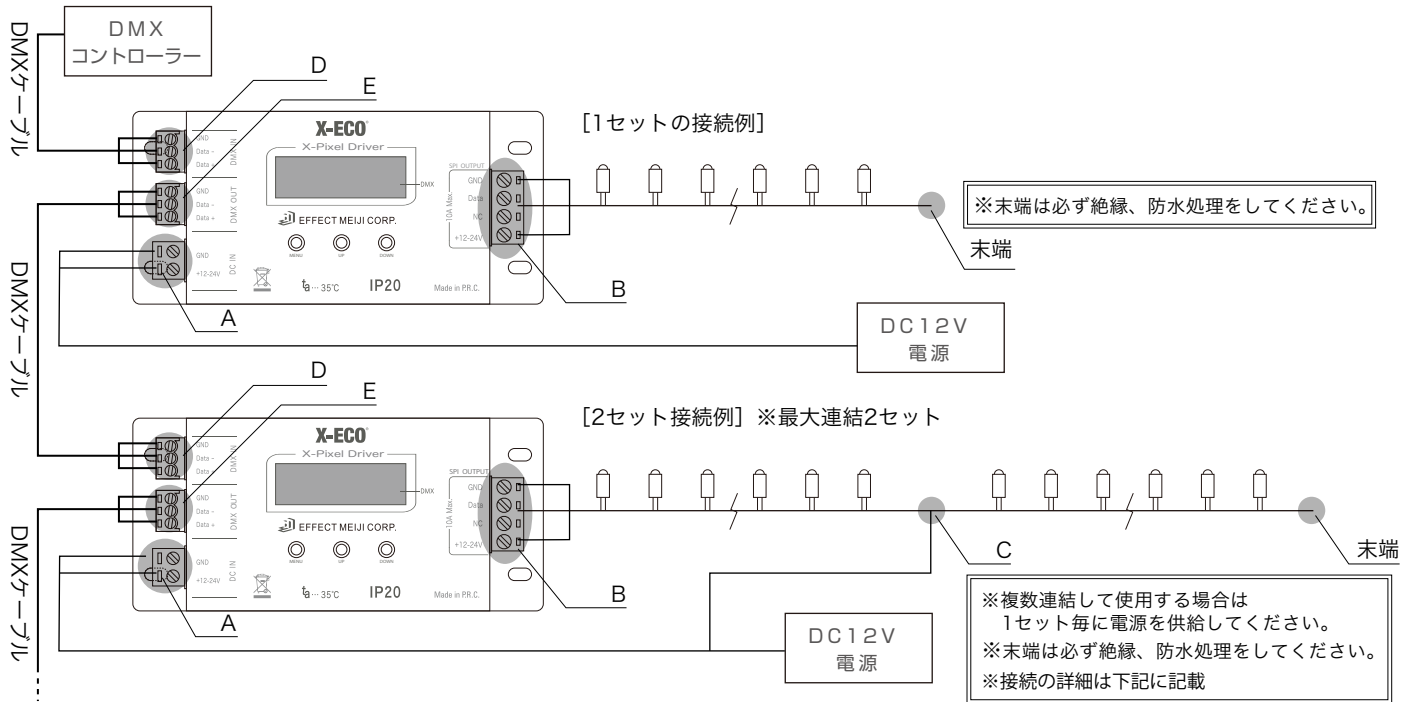 DMX
コントローラー
DMXケーブル
D
E
X-ECO®
X-Pixel Driver
DMX
GND
Data -
Data +
DMX IN
GND
Data -
Data +
DMX OUT
GND
+12-24V
DC IN
EFFECT MEIJI CORP.
MENU
UP
DOWN
ta… 35℃
IP20
Made in P.R.C.
SPI OUTPUT
GND
Data
NC
+12-24V
10A Max.
A
B
[1セットの接続例]
※末端は必ず絶縁、防水処理をしてください。
末端
DC12V
電源
DMXケーブル
D
E
X-ECO®
X-Pixel Driver
DMX
GND
Data -
Data +
DMX IN
GND
Data -
Data +
DMX OUT
GND
+12-24V
DC IN
EFFECT MEIJI CORP.
MENU
UP
DOWN
ta… 35℃
IP20
Made in P.R.C.
SPI OUTPUT
GND
Data
NC
+12-24V
10A Max.
A
B
[2セット接続例] ※最大連結2セット
C
末端
DC12V
電源
※複数連結して使用する場合は
1セット毎に電源を供給してください。
※末端は必ず絶縁、防水処理をしてください。
※接続の詳細は下記に記載
DMXケーブル